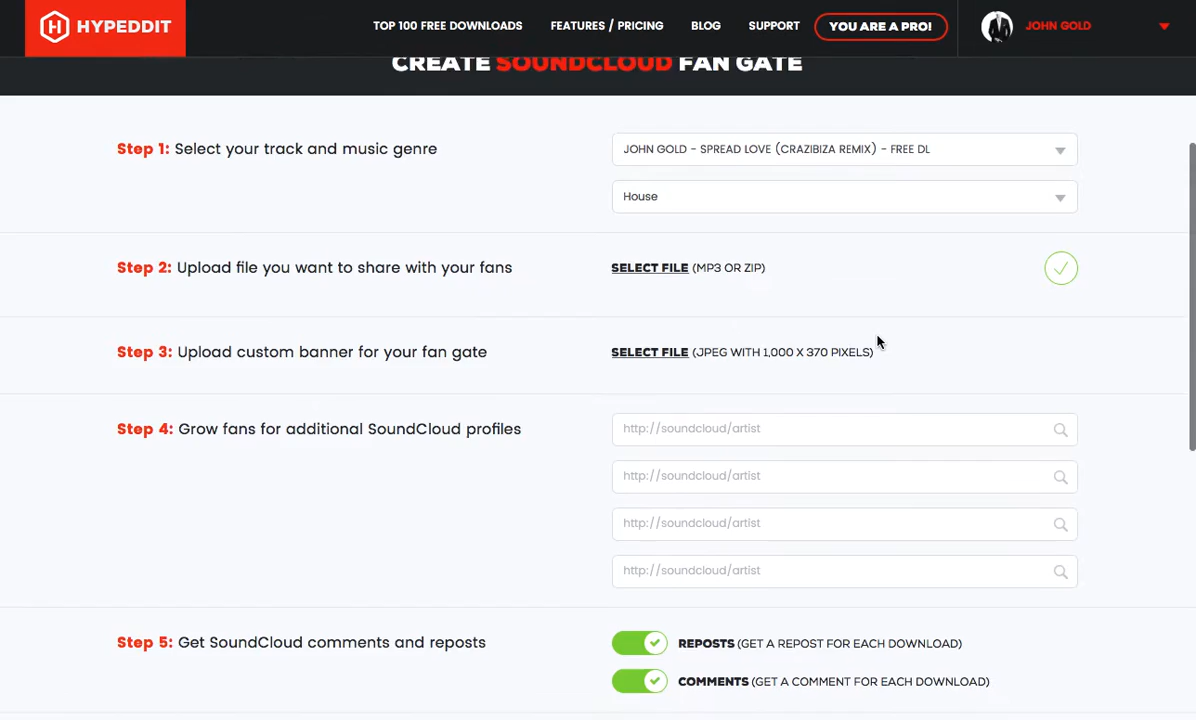 HYPEDDIT
TOP 100 FREE DOWNLOADS FEATURES / PRICING BLOG SUPPORT YOU ARE A PRO! JOHN GOLD
CREATE SOUNDCLOUD FAN GATE
Step 1: Select your track and music genre
JOHN GOLD - SPREAD LOVE (CRAZIBIZA REMIX) - FREE DL
House
Step 2: Upload file you want to share with your fans
SELECT FILE (MP3 OR ZIP)
Step 3: Upload custom banner for your fan gate
SELECT FILE (JPEG WITH 1,000 X 370 PIXELS)
Step 4: Grow fans for additional SoundCloud profiles
http://soundcloud/artist
http://soundcloud/artist
http://soundcloud/artist
http://soundcloud/artist
Step 5: Get SoundCloud comments and reposts
REPOSTS (GET A REPOST FOR EACH DOWNLOAD)
COMMENTS (GET A COMMENT FOR EACH DOWNLOAD)